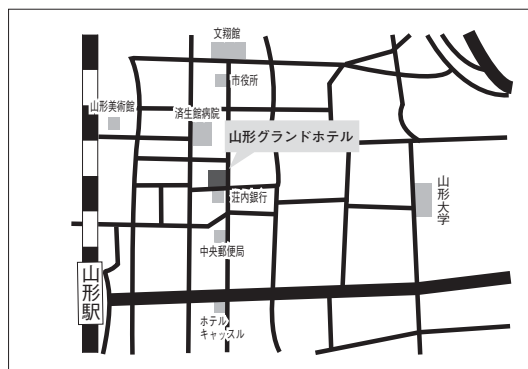 文翔館
市役所
山形美術館
済生館病院
山形グランドホテル
荘内銀行
山形大学
中央郵便局
山形駅
ホテル
キャッスル